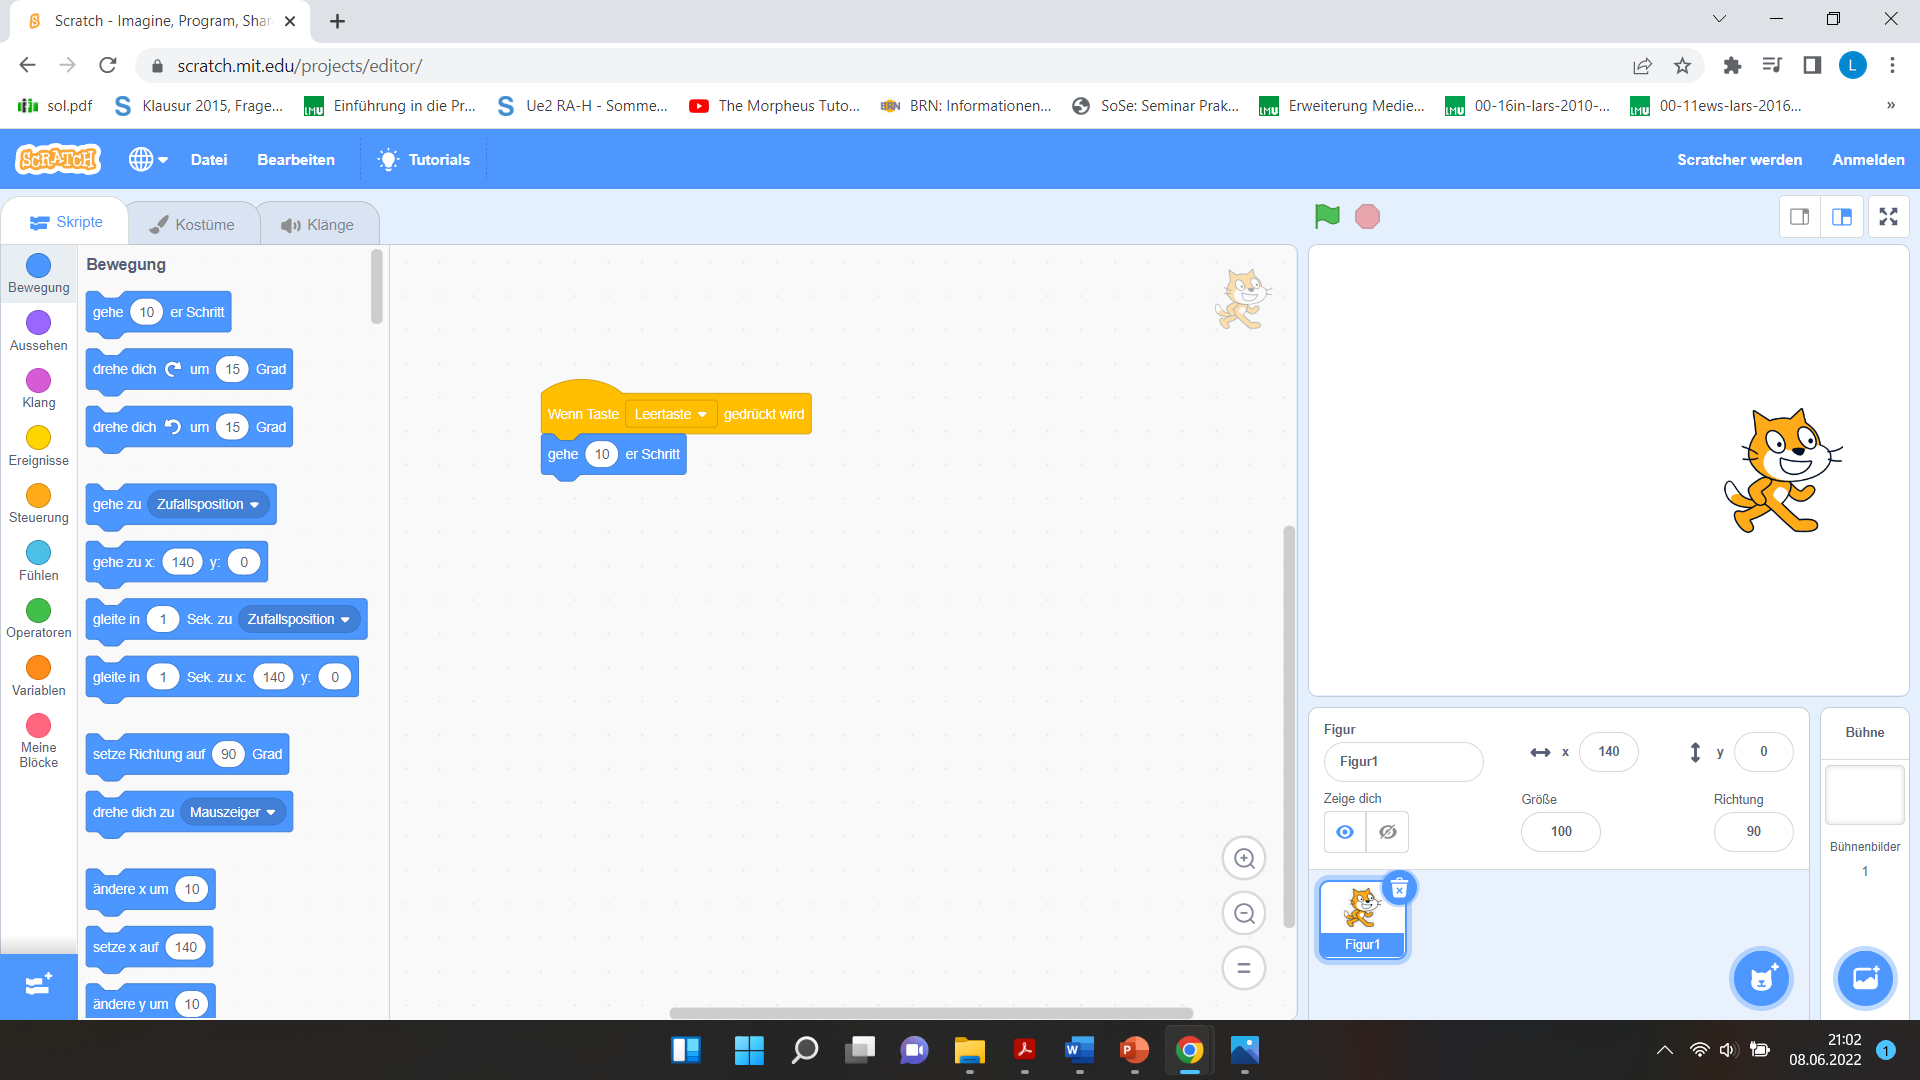 Scratch - Imagine, Program, Shar
scratch.mit.edu/projects/editor/
L
sol.pdf
Klausur 2015, Frage...
LMU
Einführung in die Pr...
Ue2 RA-H - Somme...
The Morpheus Tuto...
BRN
BRN: Informationen...
SoSe: Seminar Prak...
LMU
Erweiterung Medie...
LMU
00-16in-lars-2010-...
LMU
00-11ews-lars-2016...
»
SCRATCH
Datei
Bearbeiten
Tutorials
Scratcher werden
Anmelden
Skripte
Kostüme
Klänge
Bewegung
Aussehen
Klang
Ereignisse
Steuerung
Fühlen
Operatoren
Variablen
Meine
Blöcke
Bewegung
gehe 10 er Schritt
drehe dich um 15 Grad
drehe dich um 15 Grad
gehe zu Zufallsposition
gehe zu x: 140 y: 0
gleite in 1 Sek. zu Zufallsposition
gleite in 1 Sek. zu x: 140 y: 0
setze Richtung auf 90 Grad
drehe dich zu Mauszeiger
ändere x um 10
setze x auf 140
ändere y um 10
Wenn Taste Leertaste gedrückt wird
gehe 10 er Schritt
Figur
Figur1
x 140
y 0
Zeige dich
Größe
100
Richtung
90
Figur1
Bühne
Bühnenbilder
1
W
P
21:02
08.06.2022
1